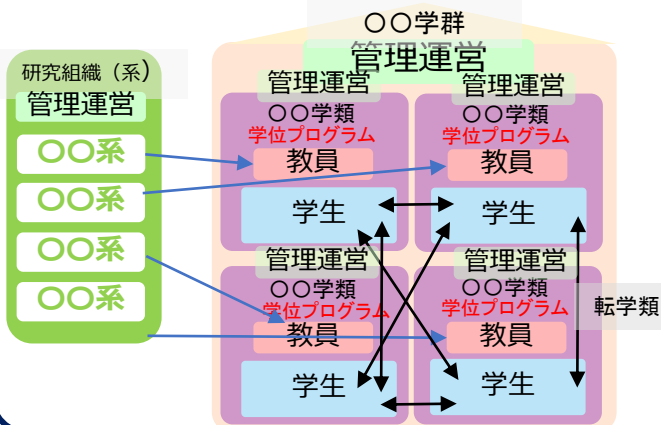 〇〇学群
管理運営
研究組織（系）
管理運営
〇〇系
〇〇系
〇〇系
〇〇系
管理運営
〇〇学類
学位プログラム
教員
学生
管理運営
〇〇学類
学位プログラム
教員
学生
管理運営
〇〇学類
学位プログラム
教員
学生
管理運営
〇〇学類
学位プログラム
教員
学生
転学類